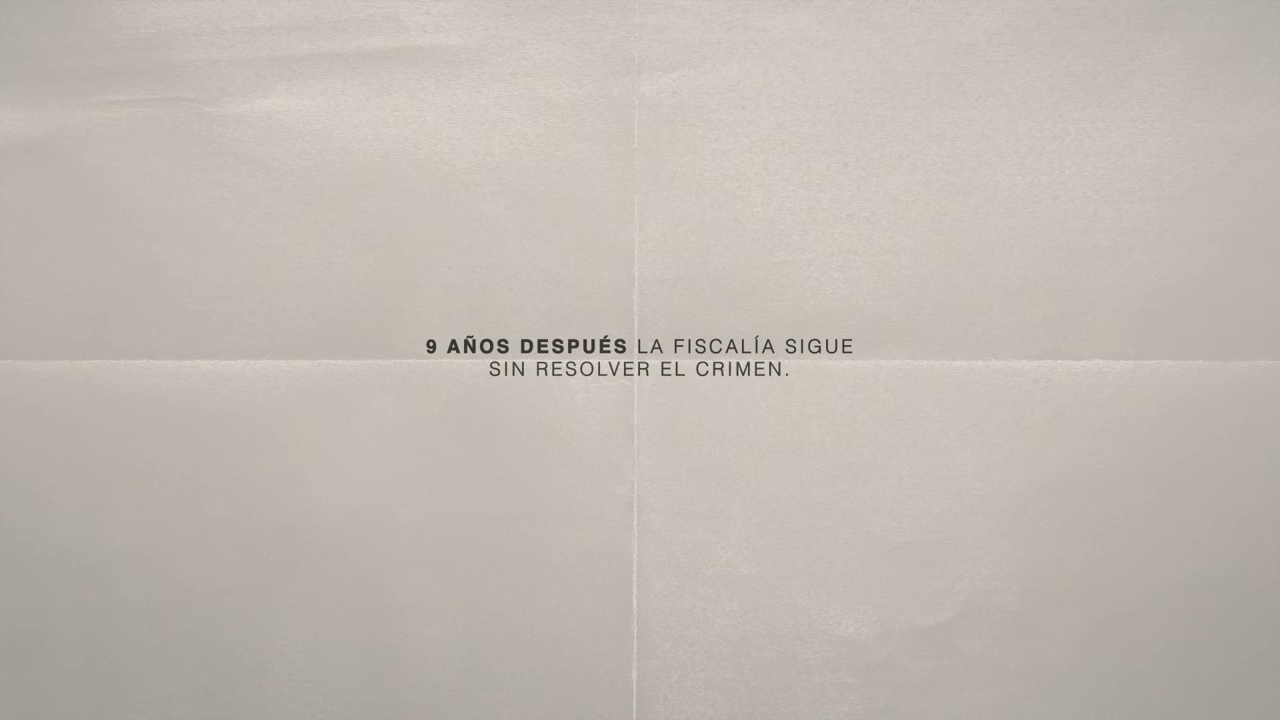 9 AÑOS DESPUÉS LA FISCALÍA SIGUE
SIN RESOLVER EL CRIMEN.